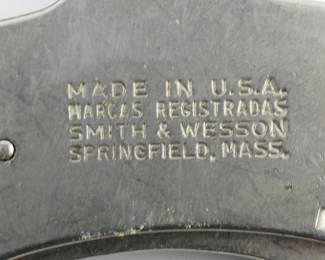 MADE IN U.S.A.
MARCAS REGISTRADAS
SMITH & WESSON
SPRINGFIELD, MASS.